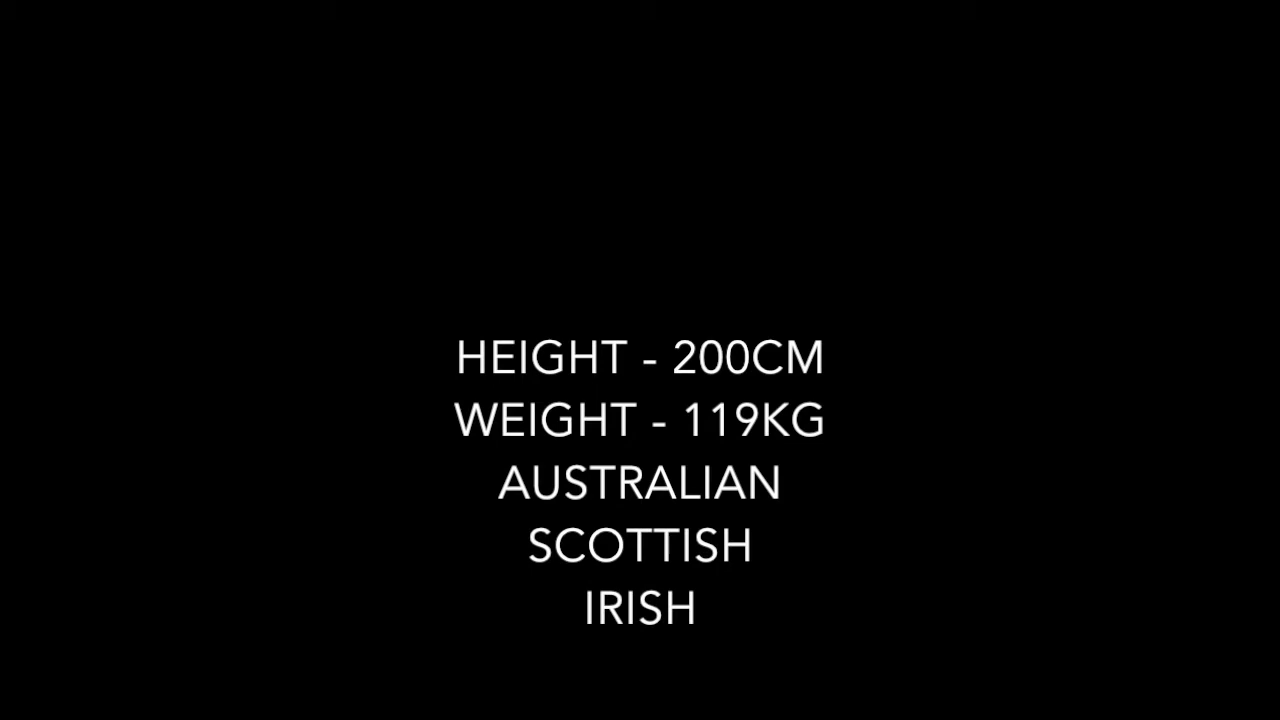 HEIGHT - 200CM
WEIGHT - 119KG
AUSTRALIAN
SCOTTISH
IRISH